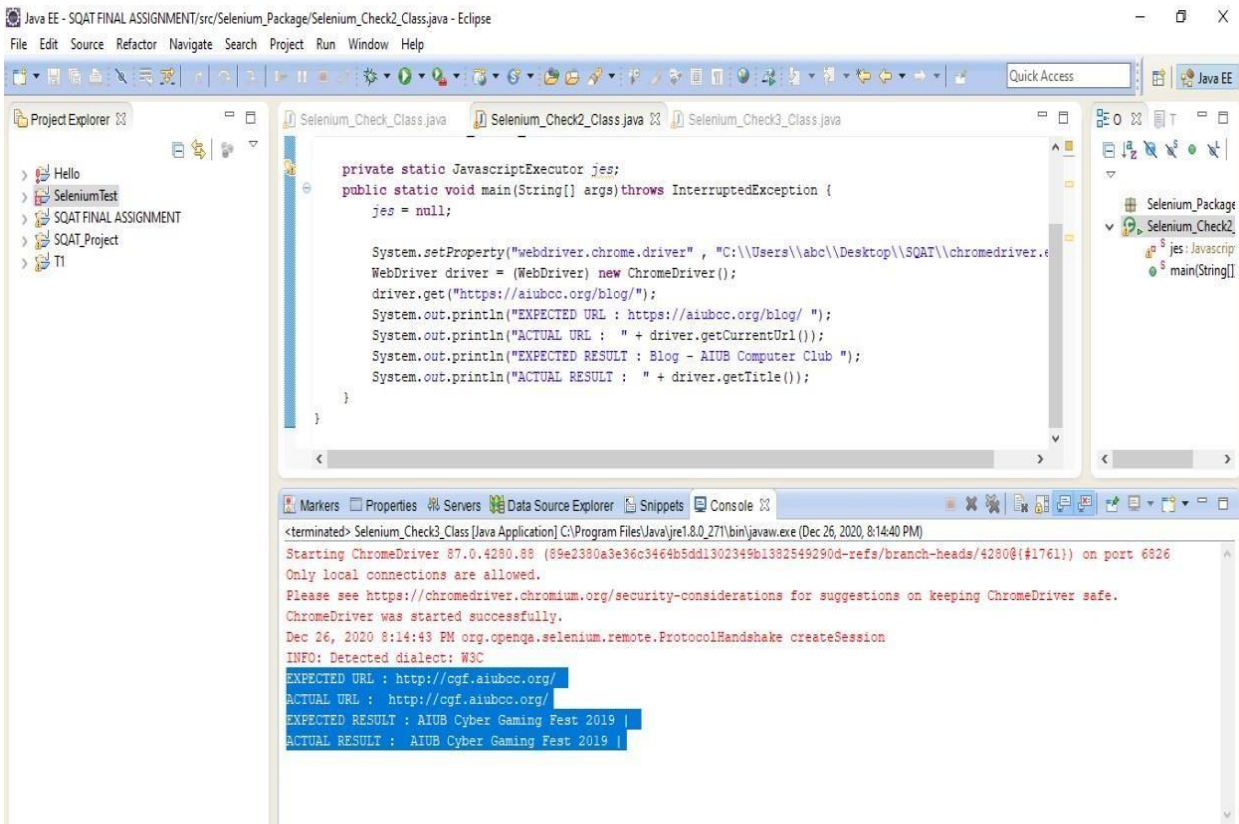 Java EE - SQAT FINAL ASSIGNMENT/src/Selenium_Package/Selenium_Check2_Class.java - Eclipse
File Edit Source Refactor Navigate Search Project Run Window Help
Quick Access
Java EE
Project Explorer
Hello
SeleniumTest
SQAT FINAL ASSIGNMENT
SQAT_Project
T1
Selenium_Check_Class.java Selenium_Check2_Class.java Selenium_Check3_Class.java
private static JavascriptExecutor jes;
public static void main(String[] args)throws InterruptedException {
jes = null;
System.setProperty("webdriver.chrome.driver" , "C:\\Users\\abc\\Desktop\\SQAT\\chromedriver.e
WebDriver driver = (WebDriver) new ChromeDriver();
driver.get("https://aiubcc.org/blog/");
System.out.println("EXPECTED URL : https://aiubcc.org/blog/ ");
System.out.println("ACTUAL URL :  " + driver.getCurrentUrl());
System.out.println("EXPECTED RESULT : Blog - AIUB Computer Club ");
System.out.println("ACTUAL RESULT :  " + driver.getTitle());
}
}
O
T
Selenium_Package
Selenium_Check2_
jes : Javascrip
main(String[]
Markers Properties Servers Data Source Explorer Snippets Console
<terminated> Selenium_Check3_Class [Java Application] C:\Program Files\Java\jre1.8.0_271\bin\javaw.exe (Dec 26, 2020, 8:14:40 PM)
Starting ChromeDriver 87.0.4280.88 (89e2380a3e36c3464b5dd1302349b1382549290d-refs/branch-heads/4280@{#1761}) on port 6826
Only local connections are allowed.
Please see https://chromedriver.chromium.org/security-considerations for suggestions on keeping ChromeDriver safe.
ChromeDriver was started successfully.
Dec 26, 2020 8:14:43 PM org.openqa.selenium.remote.ProtocolHandshake createSession
INFO: Detected dialect: W3C
EXPECTED URL : http://cgf.aiubcc.org/
ACTUAL URL :  http://cgf.aiubcc.org/
EXPECTED RESULT : AIUB Cyber Gaming Fest 2019 |
ACTUAL RESULT :  AIUB Cyber Gaming Fest 2019 |